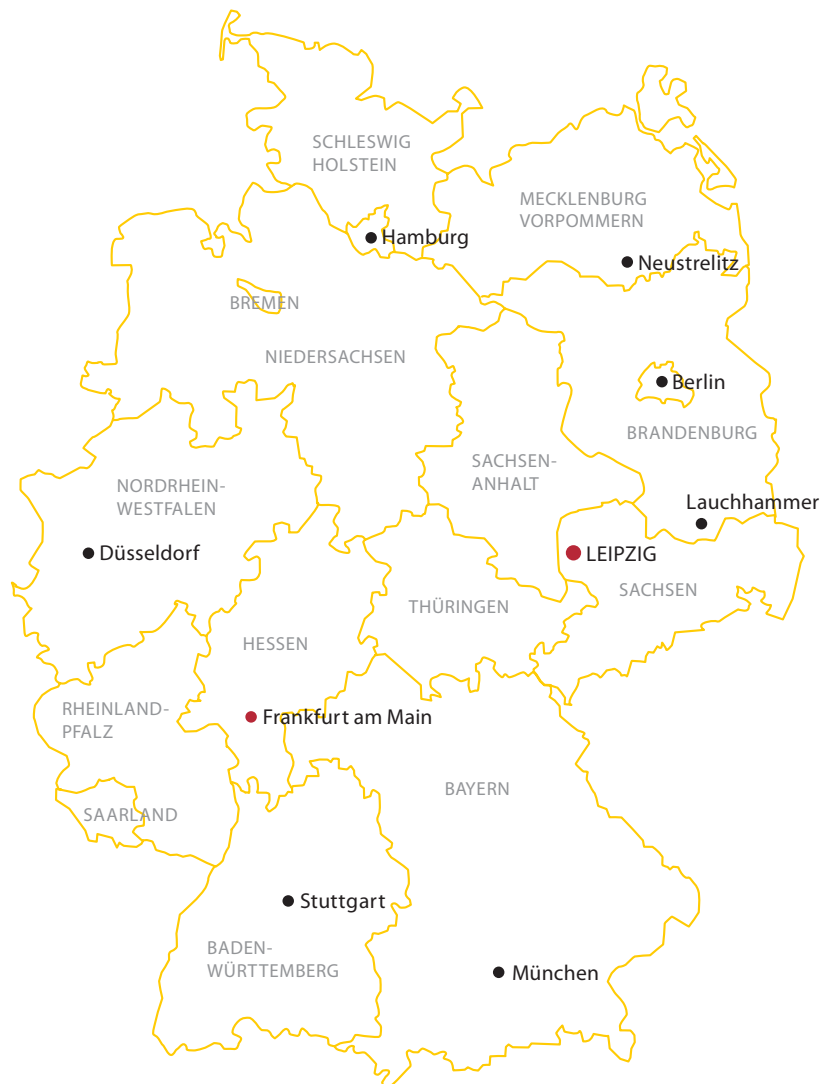 SCHLESWIG
HOLSTEIN
MECKLENBURG
VORPOMMERN
Hamburg
Neustrelitz
BREMEN
NIEDERSACHSEN
Berlin
BRANDENBURG
SACHSEN-
ANHALT
NORDRHEIN-
WESTFALEN
Lauchhammer
Düsseldorf
LEIPZIG
SACHSEN
THÜRINGEN
HESSEN
RHEINLAND-
PFALZ
Frankfurt am Main
BAYERN
SAARLAND
Stuttgart
BADEN-
WÜRTTEMBERG
München